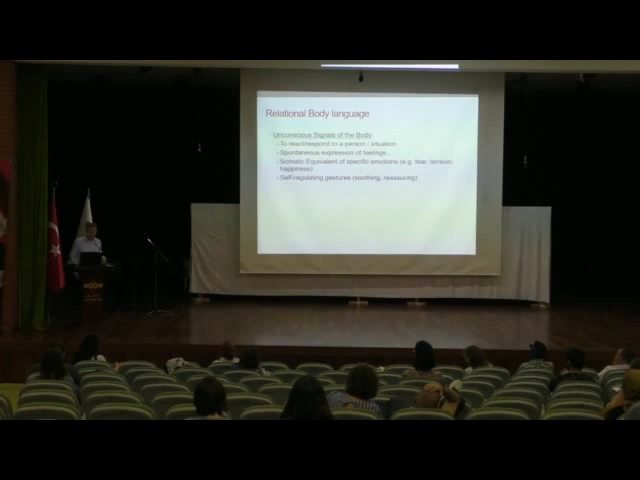 Relational Body language
Unconscious Signals of the Body
To react/respond to a person / situation
Spontaneous expression of feelings
Somatic Equivalent of specific emotions (e.g. fear, tension,
happiness)
Self-regulating gestures (soothing, reassuring)